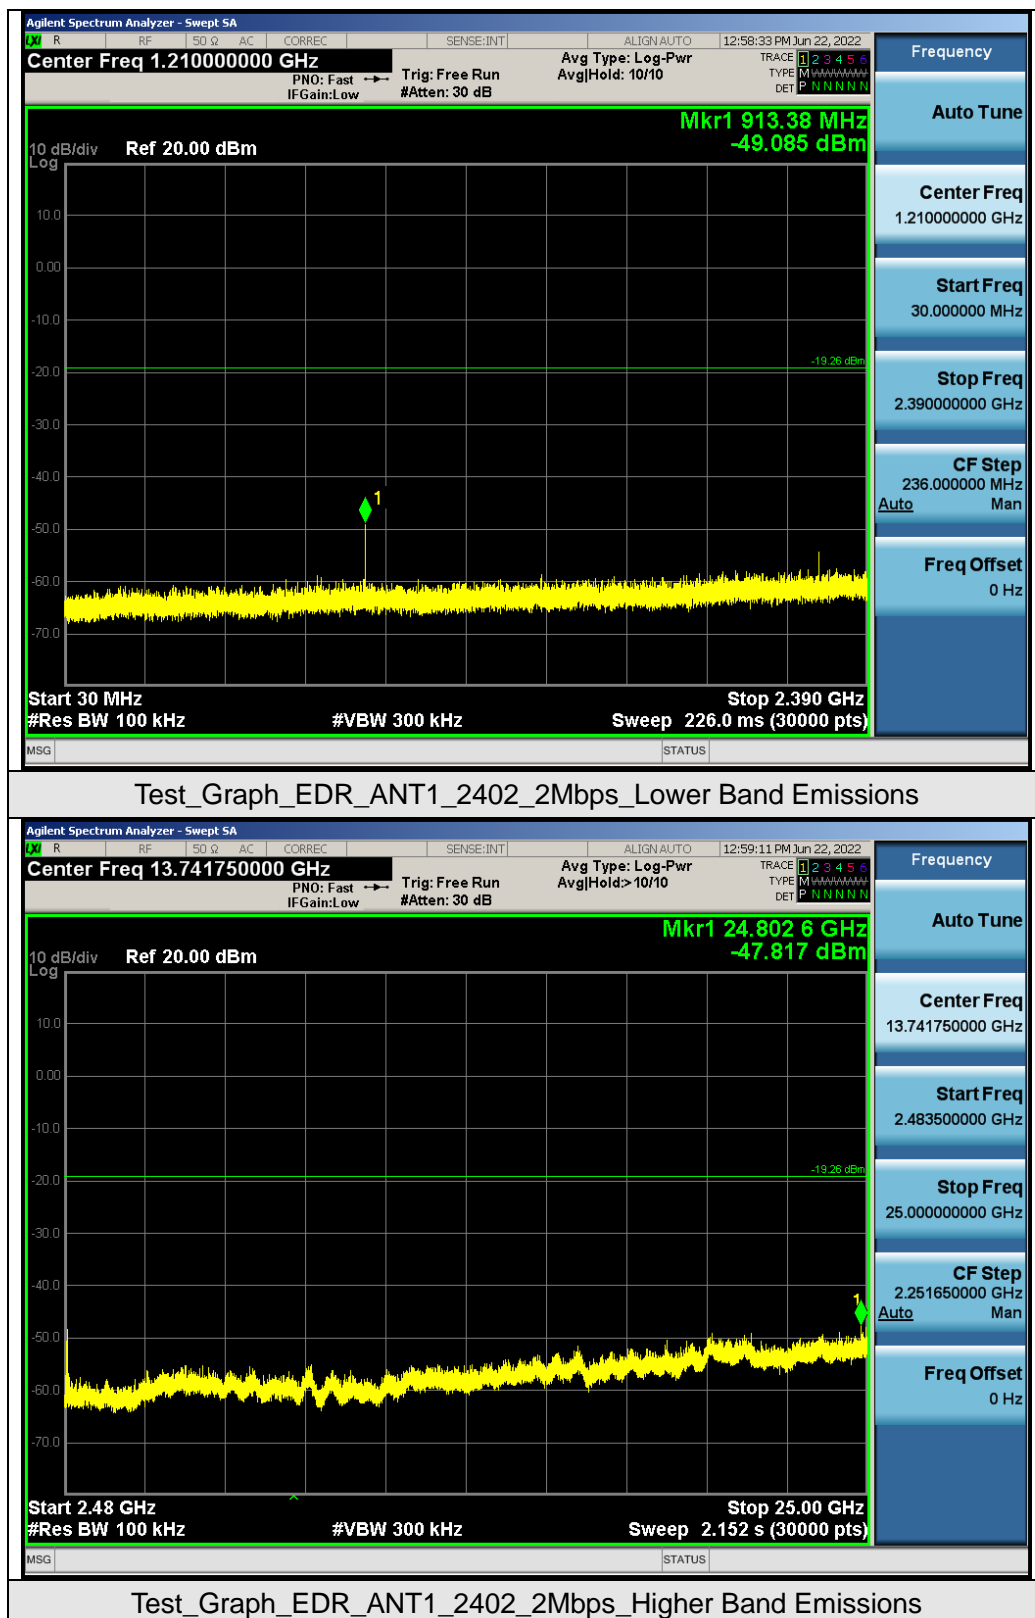 Agilent Spectrum Analyzer - Swept SA
LXI R RF 50 Ω AC CORREC SENSE:INT ALIGN AUTO 12:58:33 PM Jun 22, 2022
Center Freq 1.210000000 GHz
PNO: Fast Trig: Free Run
IFGain:Low #Atten: 30 dB
Avg Type: Log-Pwr
Avg|Hold: 10/10
TRACE 1 2 3 4 5 6
TYPE M WWWWW
DET P N N N N N
Mkr1 913.38 MHz
-49.085 dBm
10 dB/div Ref 20.00 dBm
Log
10.0
0.00
-10.0
-19.26 dBm
-20.0
-30.0
-40.0
1
-50.0
-60.0
-70.0
Start 30 MHz Stop 2.390 GHz
#Res BW 100 kHz #VBW 300 kHz Sweep 226.0 ms (30000 pts)
MSG STATUS
Frequency
Auto Tune
Center Freq
1.210000000 GHz
Start Freq
30.000000 MHz
Stop Freq
2.390000000 GHz
CF Step
236.000000 MHz
Auto Man
Freq Offset
0 Hz
Test_Graph_EDR_ANT1_2402_2Mbps_Lower Band Emissions
Agilent Spectrum Analyzer - Swept SA
LXI R RF 50 Ω AC CORREC SENSE:INT ALIGN AUTO 12:59:11 PM Jun 22, 2022
Center Freq 13.741750000 GHz
PNO: Fast Trig: Free Run
IFGain:Low #Atten: 30 dB
Avg Type: Log-Pwr
Avg|Hold:>10/10
TRACE 1 2 3 4 5 6
TYPE M WWWWW
DET P N N N N N
Mkr1 24.802 6 GHz
-47.817 dBm
10 dB/div Ref 20.00 dBm
Log
10.0
0.00
-10.0
-19.26 dBm
-20.0
-30.0
-40.0
1
-50.0
-60.0
-70.0
Start 2.48 GHz Stop 25.00 GHz
#Res BW 100 kHz #VBW 300 kHz Sweep 2.152 s (30000 pts)
MSG STATUS
Frequency
Auto Tune
Center Freq
13.741750000 GHz
Start Freq
2.483500000 GHz
Stop Freq
25.000000000 GHz
CF Step
2.251650000 GHz
Auto Man
Freq Offset
0 Hz
Test_Graph_EDR_ANT1_2402_2Mbps_Higher Band Emissions